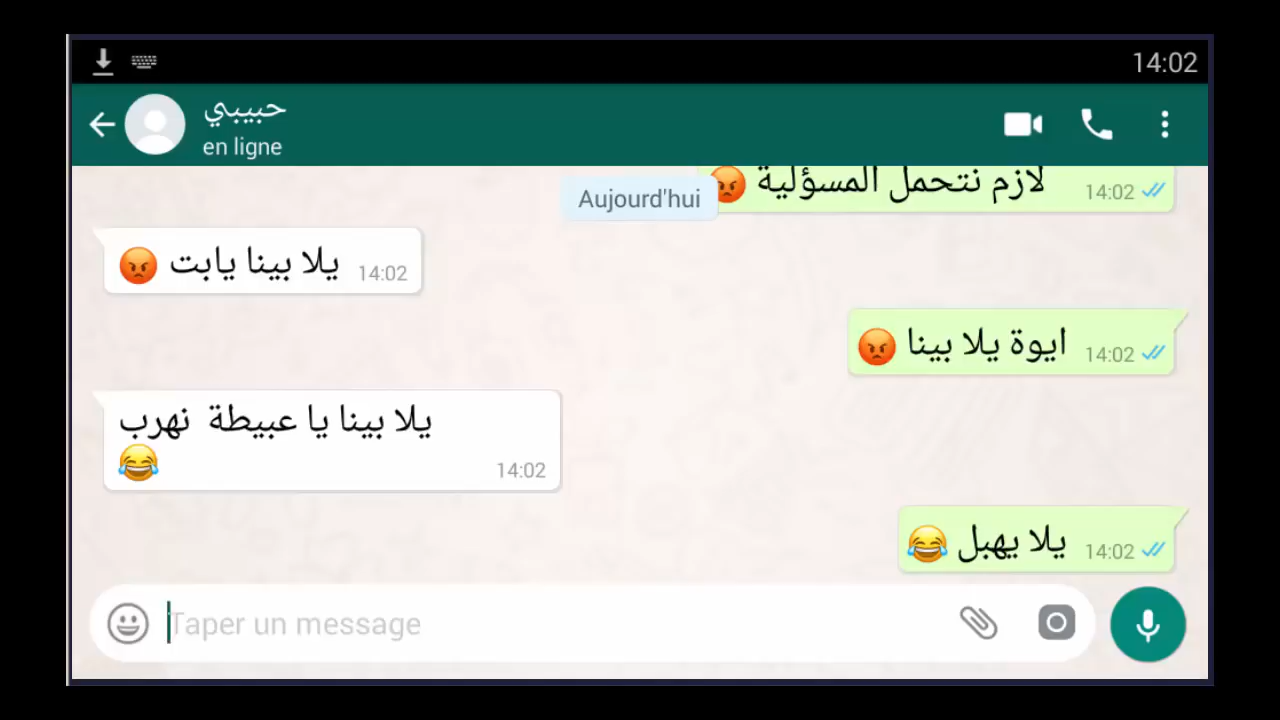 14:02
حبيبي
en ligne
لازم نتحمل المسؤلية 😡 14:02
Aujourd'hui
يلا بينا يابت 😡 14:02
ايوة يلا بينا 😡 14:02
يلا بينا يا عبيطة نهرب
😂 14:02
يلا يهبل 😂 14:02
Taper un message